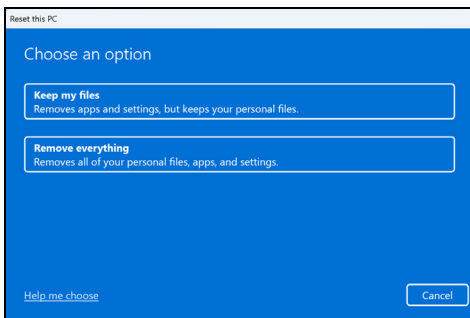 Reset this PC
Choose an option
Keep my files
Removes apps and settings, but keeps your personal files.
Remove everything
Removes all of your personal files, apps, and settings.
Help me choose
Cancel